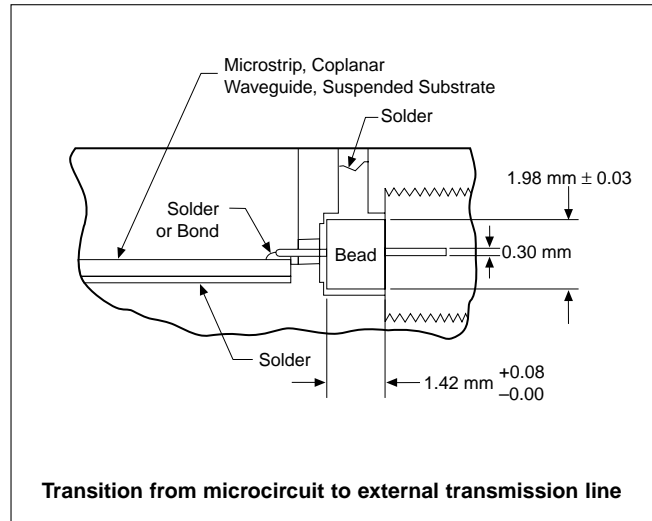 Microstrip, Coplanar
Waveguide, Suspended Substrate
Solder
1.98 mm ± 0.03
Solder
or Bond
Bead
0.30 mm
Solder
1.42 mm +0.08
–0.00
Transition from microcircuit to external transmission line